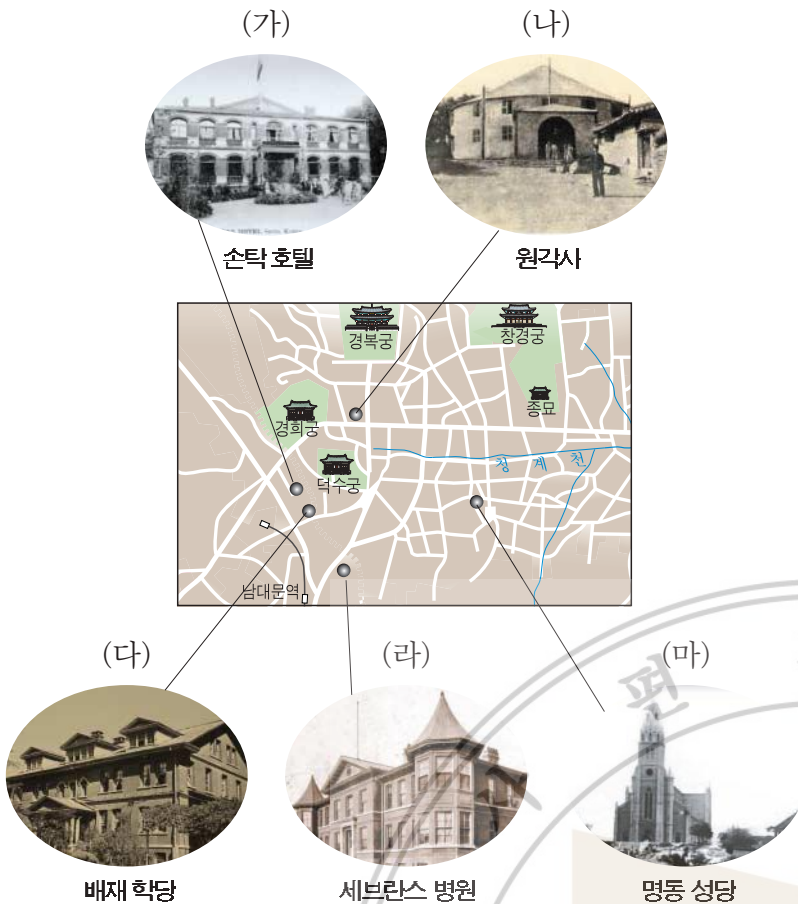 (가)
(나)
손탁 호텔
원각사
경복궁
창경궁
종묘
경희궁
청계천
덕수궁
남대문역
(다)
(라)
(마)
편
배재 학당
세브란스 병원
명동 성당